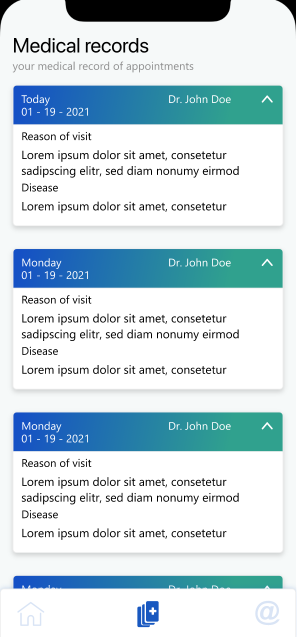 Medical records
your medical record of appointments
Today Dr. John Doe
01 - 19 - 2021
Reason of visit
Lorem ipsum dolor sit amet, consetetur
sadipscing elitr, sed diam nonumy eirmod
Disease
Lorem ipsum dolor sit amet, consetetur
Monday Dr. John Doe
01 - 19 - 2021
Reason of visit
Lorem ipsum dolor sit amet, consetetur
sadipscing elitr, sed diam nonumy eirmod
Disease
Lorem ipsum dolor sit amet, consetetur
Monday Dr. John Doe
01 - 19 - 2021
Reason of visit
Lorem ipsum dolor sit amet, consetetur
sadipscing elitr, sed diam nonumy eirmod
Disease
Lorem ipsum dolor sit amet, consetetur
Monday Dr. John Doe
@